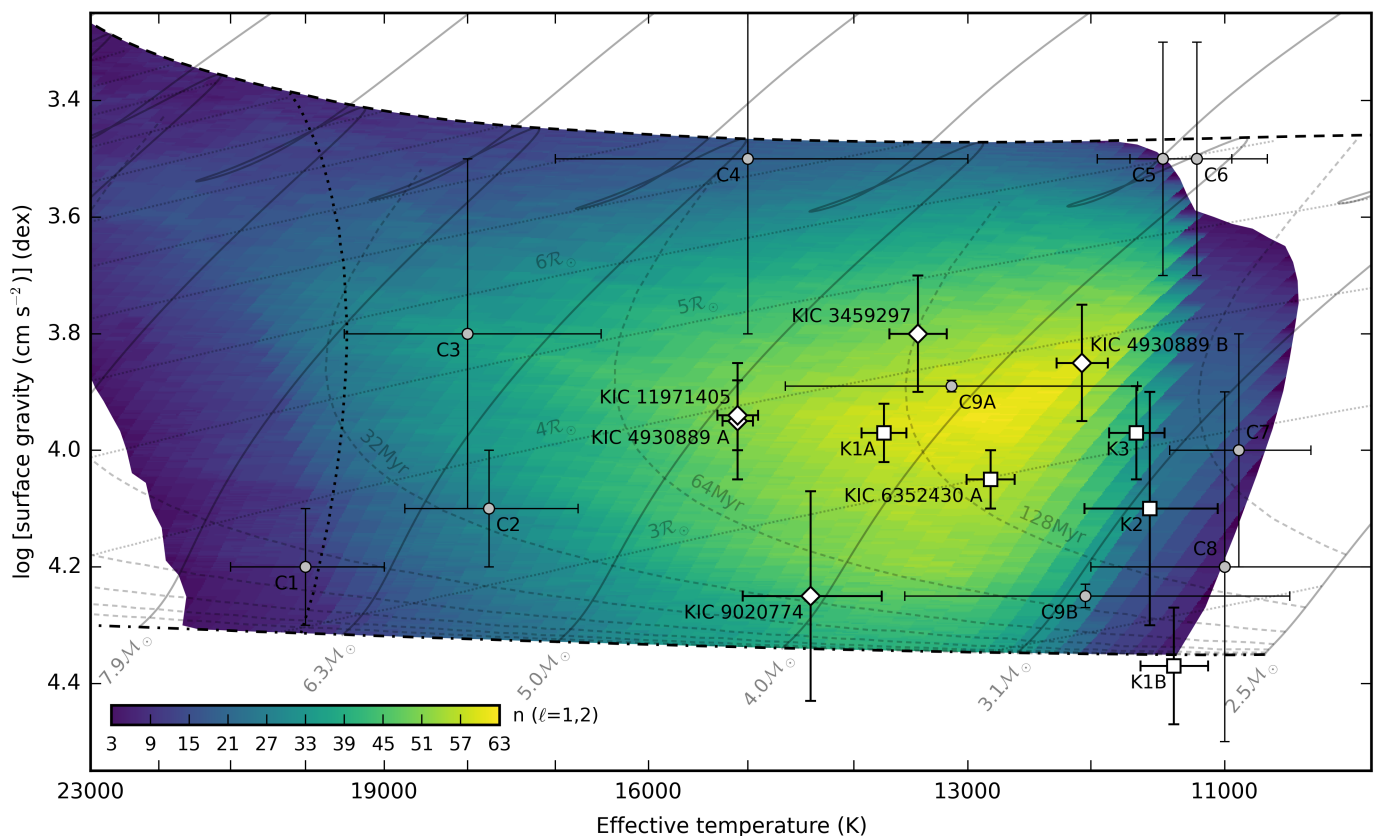 3.4
3.6
3.8
4.0
4.2
4.4
log [surface gravity (cm s⁻²)] (dex)
C4
C5
C6
6R⊙
5R⊙
C3
KIC 3459297
KIC 4930889 B
KIC 11971405
C9A
4R⊙
KIC 4930889 A
K1A
K3
C7
32Myr
64Myr
KIC 6352430 A
128Myr
C2
3R⊙
K2
C8
C1
KIC 9020774
C9B
7.9M⊙
6.3M⊙
5.0M⊙
4.0M⊙
3.1M⊙
K1B
2.5M⊙
n (ℓ=1,2)
3 9 15 21 27 33 39 45 51 57 63
23000 19000 16000 13000 11000
Effective temperature (K)